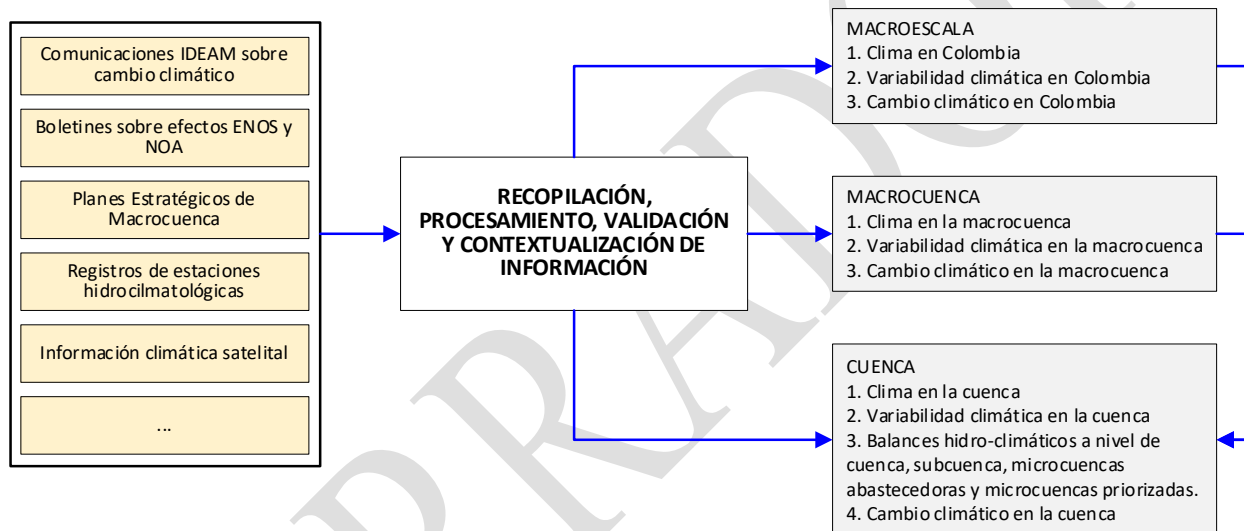 Comunicaciones IDEAM sobre
cambio climático
Boletines sobre efectos ENOS y
NOA
Planes Estratégicos de
Macrocuenca
Registros de estaciones
hidrocilmatológicas
Información climática satelital
...
RECOPILACIÓN,
PROCESAMIENTO, VALIDACIÓN
Y CONTEXTUALIZACIÓN DE
INFORMACIÓN
MACROESCALA
1. Clima en Colombia
2. Variabilidad climática en Colombia
3. Cambio climático en Colombia
MACROCUENCA
1. Clima en la macrocuenca
2. Variabilidad climática en la macrocuenca
3. Cambio climático en la macrocuenca
CUENCA
1. Clima en la cuenca
2. Variabilidad climática en la cuenca
3. Balances hidro-climáticos a nivel de
cuenca, subcuenca, microcuencas
abastecedoras y microcuencas priorizadas.
4. Cambio climático en la cuenca